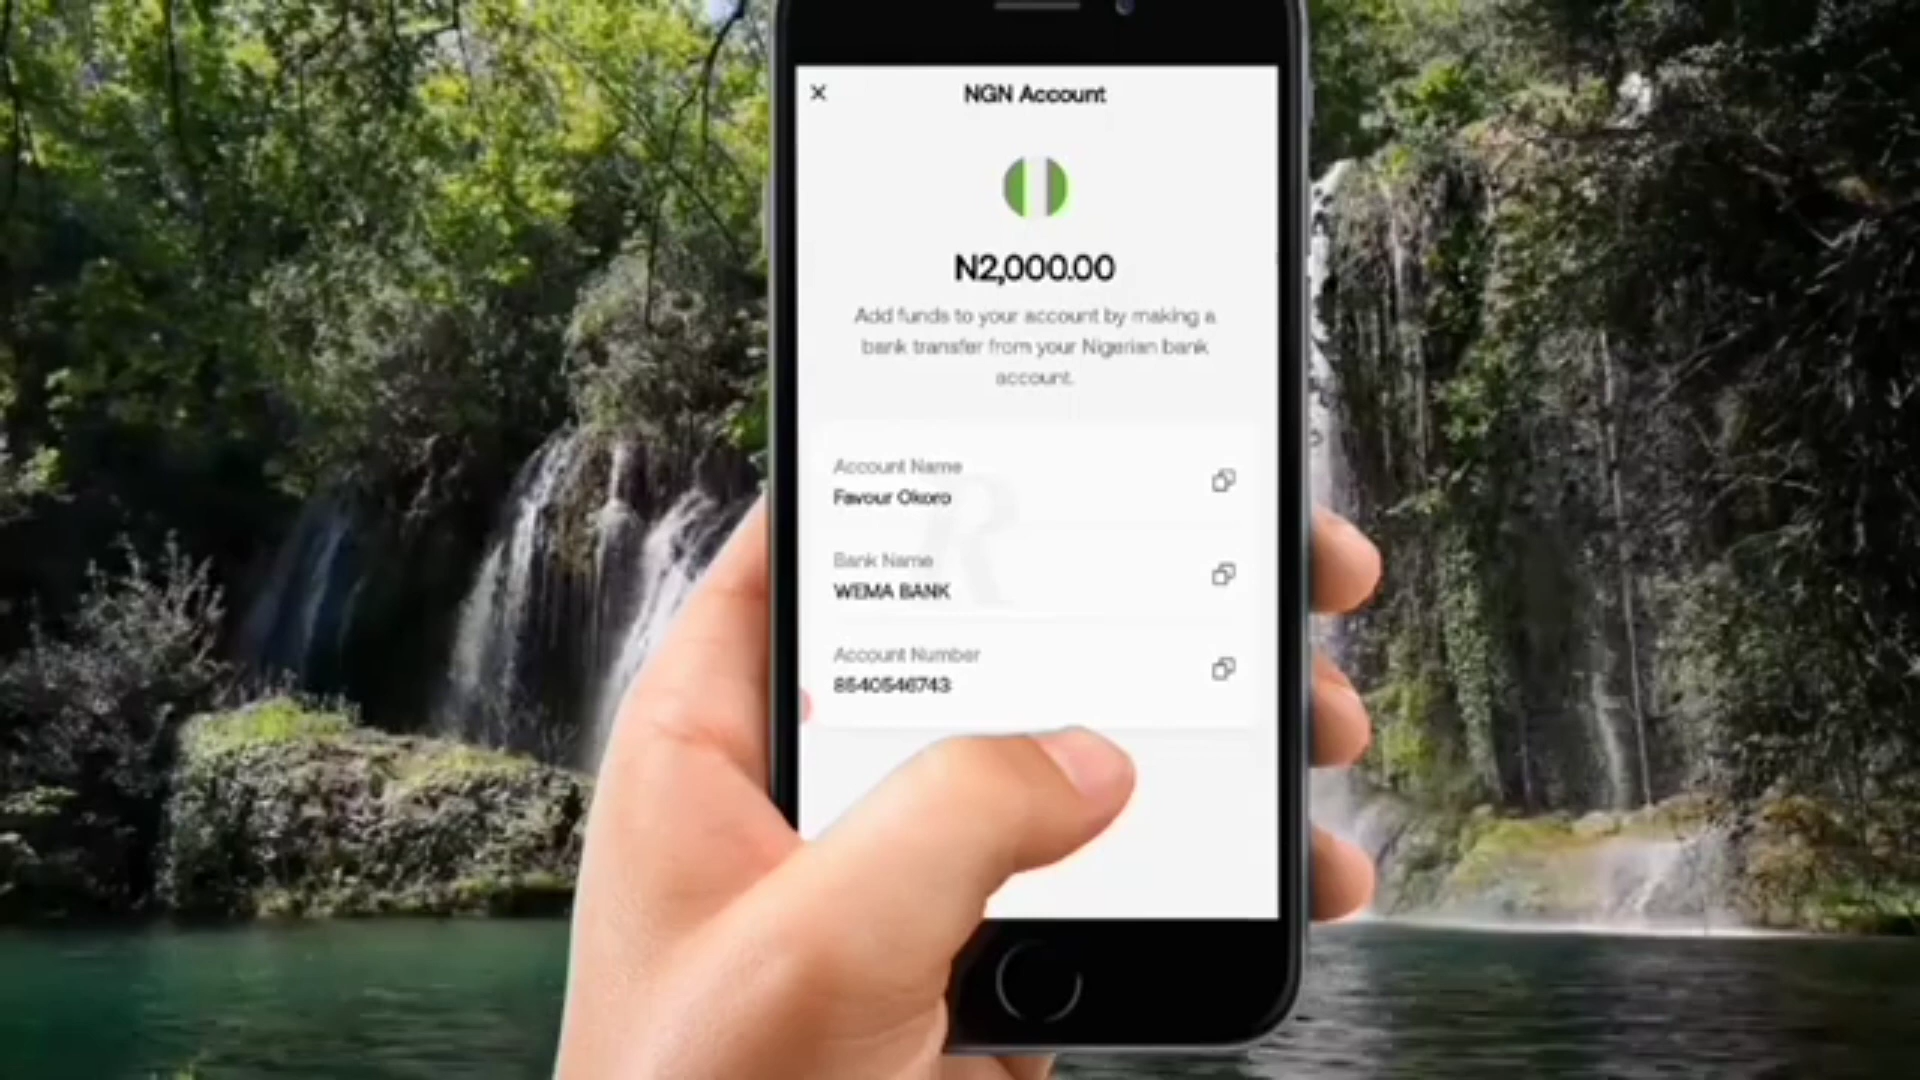 NGN Account
N2,000.00
Add funds to your account by making a
bank transfer from your Nigerian bank
account.
Account Name
Favour Okoro
Bank Name
WEMA BANK
Account Number
8540546743